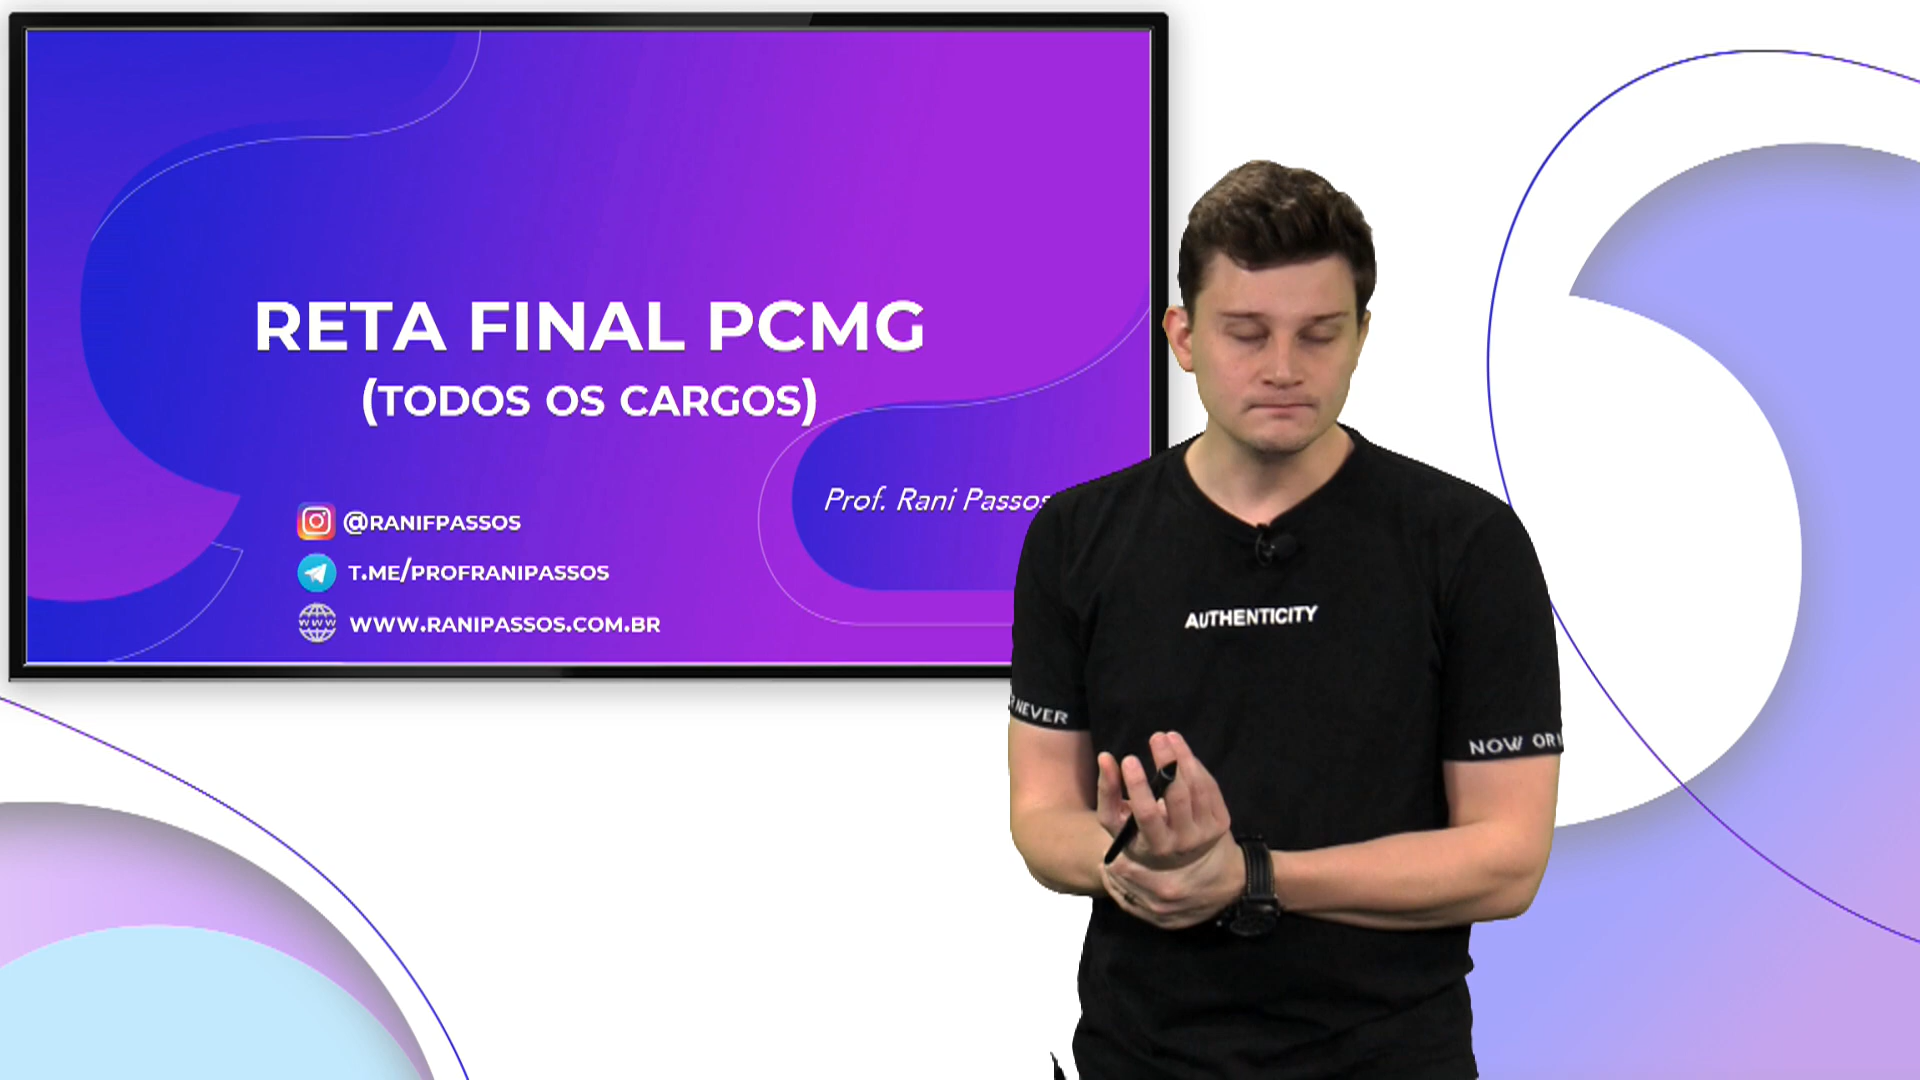 RETA FINAL PCMG
(TODOS OS CARGOS)
Prof. Rani Passos
@RANIFPASSOS
T.ME/PROFRANIPASSOS
WWW
WWW.RANIPASSOS.COM.BR
AUTHENTICITY
NEVER
NOW OR